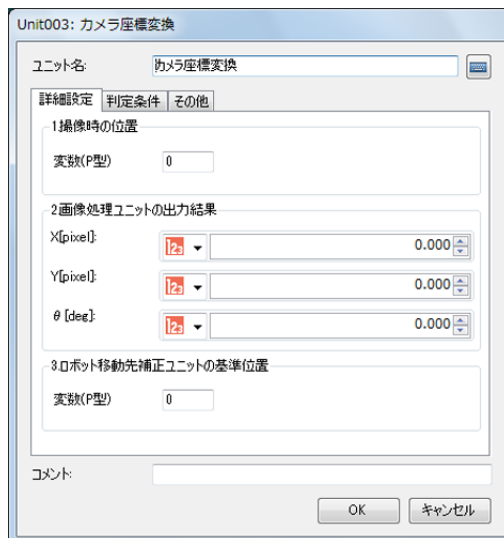 Unit003: カメラ座標変換
ユニット名: カメラ座標変換
詳細設定 判定条件 その他
1.撮像時の位置
変数(P型) 0
2.画像処理ユニットの出力結果
X[pixel]: 123 0.000
Y[pixel]: 123 0.000
θ [deg]: 123 0.000
3.ロボット移動先補正ユニットの基準位置
変数(P型) 0
コメント:
OK キャンセル